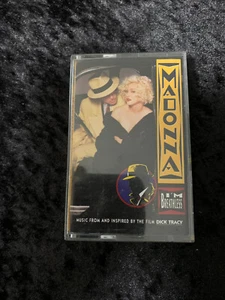 MADONNA
I'M
BREATHLESS
MUSIC FROM AND INSPIRED BY THE FILM DICK TRACY